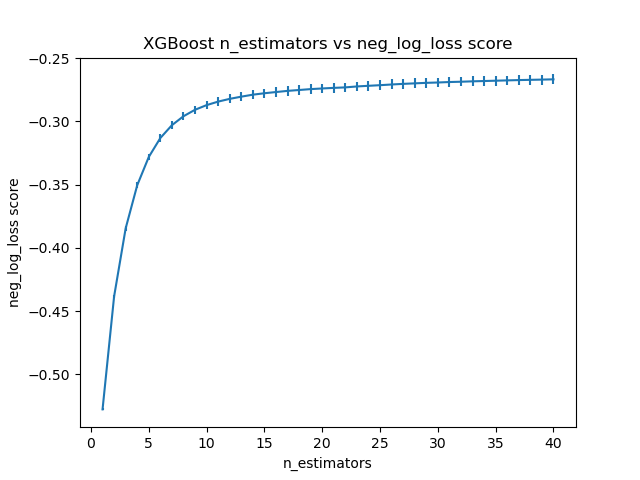 XGBoost n_estimators vs neg_log_loss score
−0.25
−0.30
−0.35
−0.40
−0.45
−0.50
neg_log_loss score
0 5 10 15 20 25 30 35 40
n_estimators